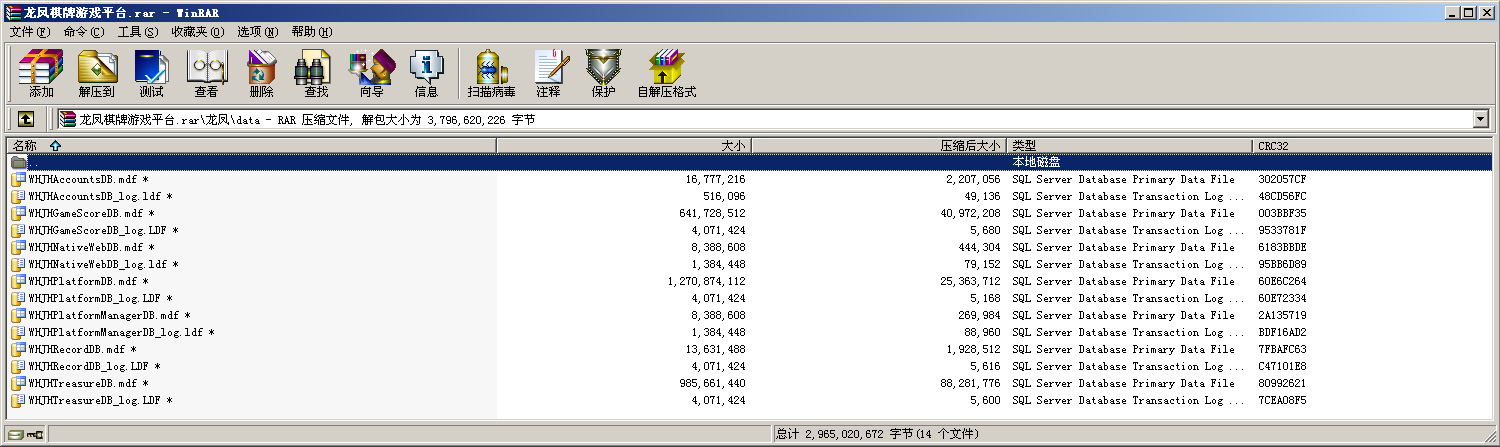 龙凤棋牌游戏平台.rar - WinRAR
文件(F) 命令(C) 工具(S) 收藏夹(O) 选项(N) 帮助(H)
添加 解压到 测试 查看 删除 查找 向导 信息 扫描病毒 注释 保护 自解压格式
龙凤棋牌游戏平台.rar\龙凤\data - RAR 压缩文件, 解包大小为 3,796,620,226 字节
名称 大小 压缩后大小 类型 CRC32
.. 本地磁盘
WHJHAccountsDB.mdf * 16,777,216 2,207,056 SQL Server Database Primary Data File 302057CF
WHJHAccountsDB_log.ldf * 516,096 49,136 SQL Server Database Transaction Log ... 48CD56FC
WHJHGameScoreDB.mdf * 641,728,512 40,972,208 SQL Server Database Primary Data File 003BBF35
WHJHGameScoreDB_log.LDF * 4,071,424 5,680 SQL Server Database Transaction Log ... 9533781F
WHJHNativeWebDB.mdf * 8,388,608 444,304 SQL Server Database Primary Data File 6183BBDE
WHJHNativeWebDB_log.ldf * 1,384,448 79,152 SQL Server Database Transaction Log ... 95BB6D89
WHJHPlatformDB.mdf * 1,270,874,112 25,363,712 SQL Server Database Primary Data File 60E6C264
WHJHPlatformDB_log.LDF * 4,071,424 5,168 SQL Server Database Transaction Log ... 60E72334
WHJHPlatformManagerDB.mdf * 8,388,608 269,984 SQL Server Database Primary Data File 2A135719
WHJHPlatformManagerDB_log.ldf * 1,384,448 88,960 SQL Server Database Transaction Log ... BDF16AD2
WHJHRecordDB.mdf * 13,631,488 1,928,512 SQL Server Database Primary Data File 7FBAFC63
WHJHRecordDB_log.LDF * 4,071,424 5,616 SQL Server Database Transaction Log ... C47101E8
WHJHTreasureDB.mdf * 985,661,440 88,281,776 SQL Server Database Primary Data File 80992621
WHJHTreasureDB_log.LDF * 4,071,424 5,600 SQL Server Database Transaction Log ... 7CEA08F5
总计 2,965,020,672 字节(14 个文件)